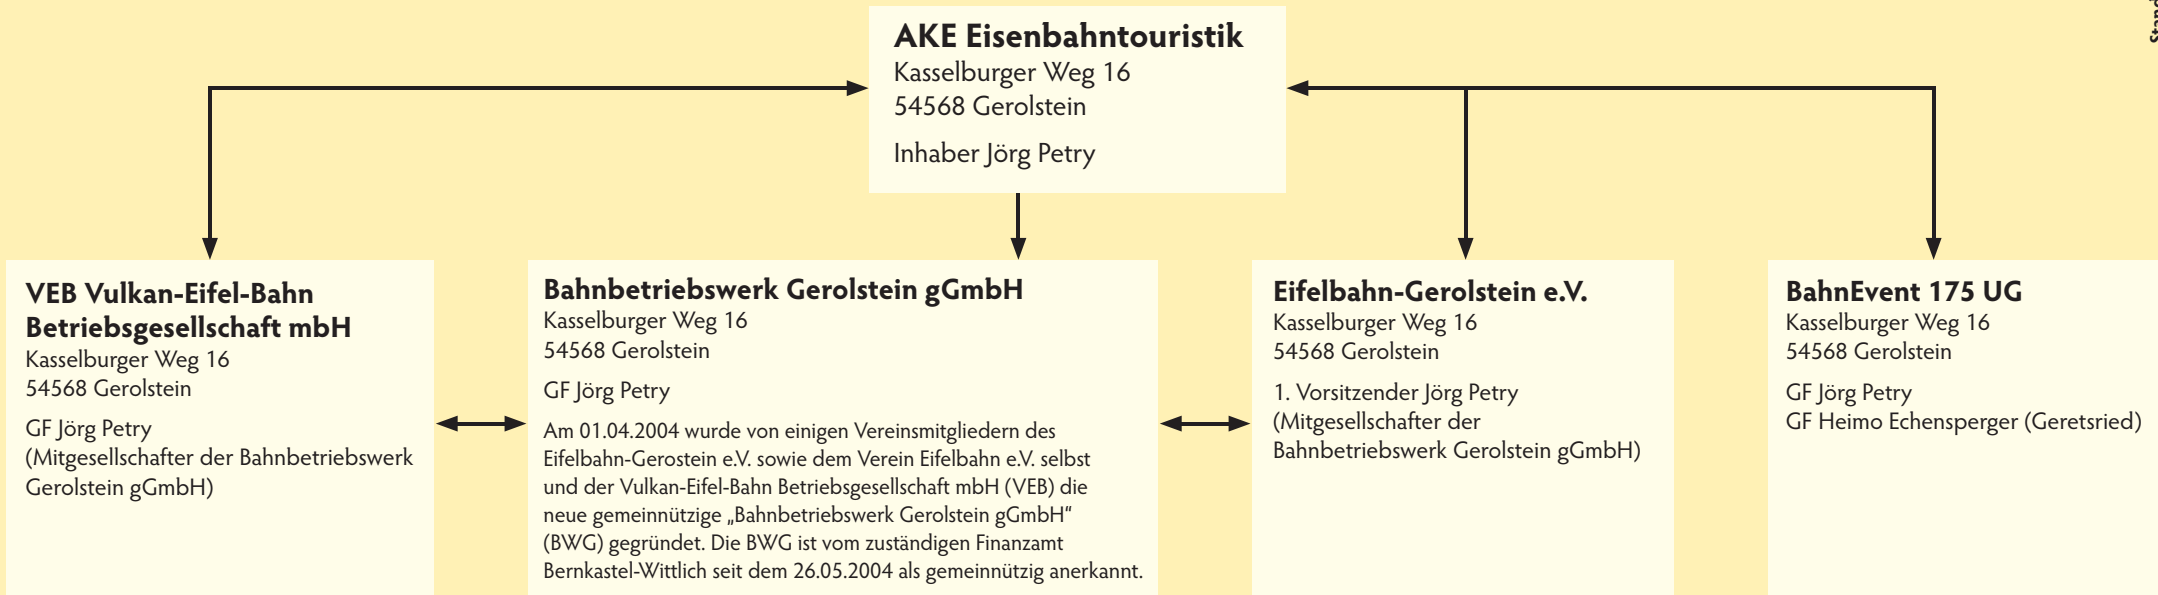 AKE Eisenbahntouristik
Kasselburger Weg 16
54568 Gerolstein
Inhaber Jörg Petry
VEB Vulkan-Eifel-Bahn
Betriebsgesellschaft mbH
Kasselburger Weg 16
54568 Gerolstein
GF Jörg Petry
(Mitgesellschafter der Bahnbetriebswerk
Gerolstein gGmbH)
Bahnbetriebswerk Gerolstein gGmbH
Kasselburger Weg 16
54568 Gerolstein
GF Jörg Petry
Am 01.04.2004 wurde von einigen Vereinsmitgliedern des
Eifelbahn-Gerostein e.V. sowie dem Verein Eifelbahn e.V. selbst
und der Vulkan-Eifel-Bahn Betriebsgesellschaft mbH (VEB) die
neue gemeinnützige „Bahnbetriebswerk Gerolstein gGmbH“
(BWG) gegründet. Die BWG ist vom zuständigen Finanzamt
Bernkastel-Wittlich seit dem 26.05.2004 als gemeinnützig anerkannt.
Eifelbahn-Gerolstein e.V.
Kasselburger Weg 16
54568 Gerolstein
1. Vorsitzender Jörg Petry
(Mitgesellschafter der
Bahnbetriebswerk Gerolstein gGmbH)
BahnEvent 175 UG
Kasselburger Weg 16
54568 Gerolstein
GF Jörg Petry
GF Heimo Echensperger (Geretsried)